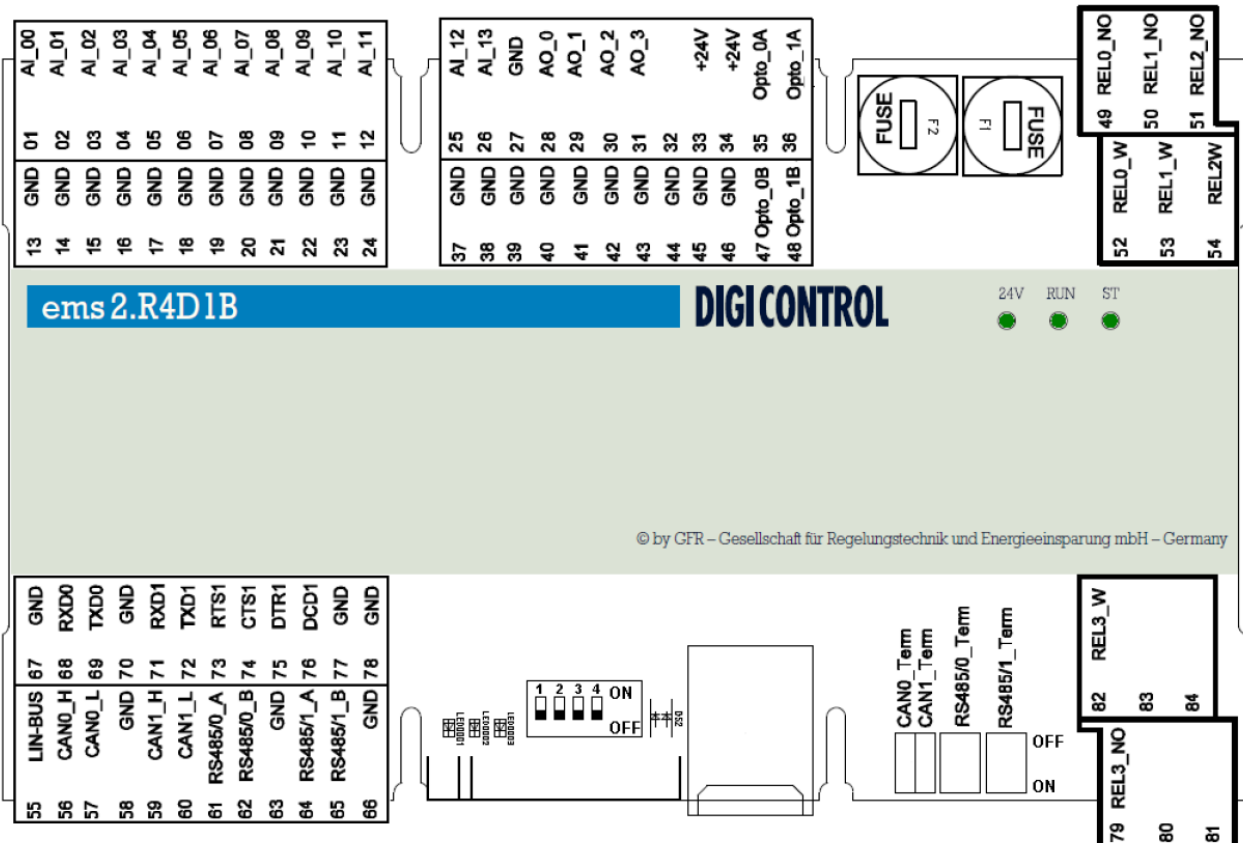 AI_00 AI_01 AI_02 AI_03 AI_04 AI_05 AI_06 AI_07 AI_08 AI_09 AI_10 AI_11
01 02 03 04 05 06 07 08 09 10 11 12
GND GND GND GND GND GND GND GND GND GND GND GND
13 14 15 16 17 18 19 20 21 22 23 24
AI_12 AI_13 GND AO_0 AO_1 AO_2 AO_3 +24V +24V Opto_0A Opto_1A
25 26 27 28 29 30 31 32 33 34 35 36
GND GND GND GND GND GND GND GND GND GND Opto_0B Opto_1B
37 38 39 40 41 42 43 44 45 46 47 48
FUSE F2 F1 FUSE
REL0_NO REL1_NO REL2_NO
49 50 51
REL0_W REL1_W REL2W
52 53 54
ems 2.R4D1B
DIGICONTROL
24V RUN ST
© by GFR – Gesellschaft für Regelungstechnik und Energieeinsparung mbH – Germany
GND RXD0 TXD0 GND RXD1 TXD1 RTS1 CTS1 DTR1 DCD1 GND GND
67 68 69 70 71 72 73 74 75 76 77 78
LIN-BUS CAN0_H CAN0_L GND CAN1_H CAN1_L RS485/0_A RS485/0_B GND RS485/1_A RS485/1_B GND
55 56 57 58 59 60 61 62 63 64 65 66
LED0001 LED0002 LED0003
1 2 3 4 ON
OFF
DS2
CAN0_Term CAN1_Term RS485/0_Term RS485/1_Term
OFF
ON
REL3_W
82 83 84
REL3_NO
79 80 81